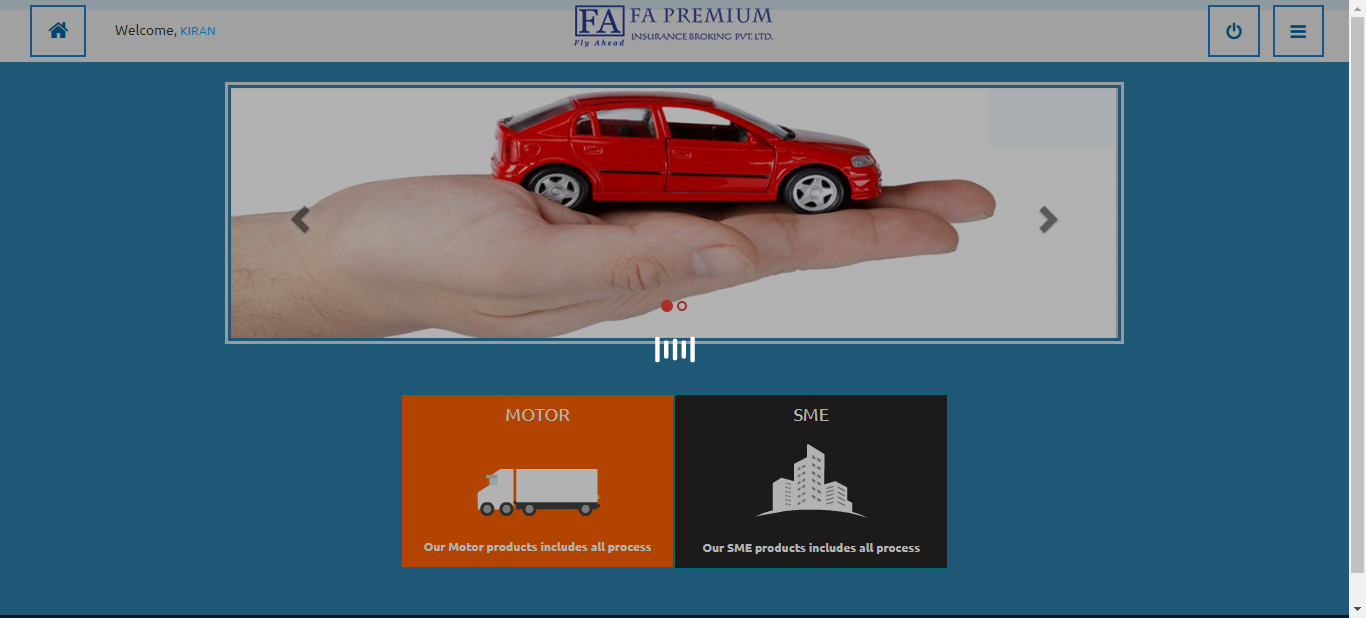 Welcome, KIRAN
FA
Fly Ahead
FA PREMIUM
INSURANCE BROKING PVT. LTD.
MOTOR
Our Motor products includes all process
SME
Our SME products includes all process